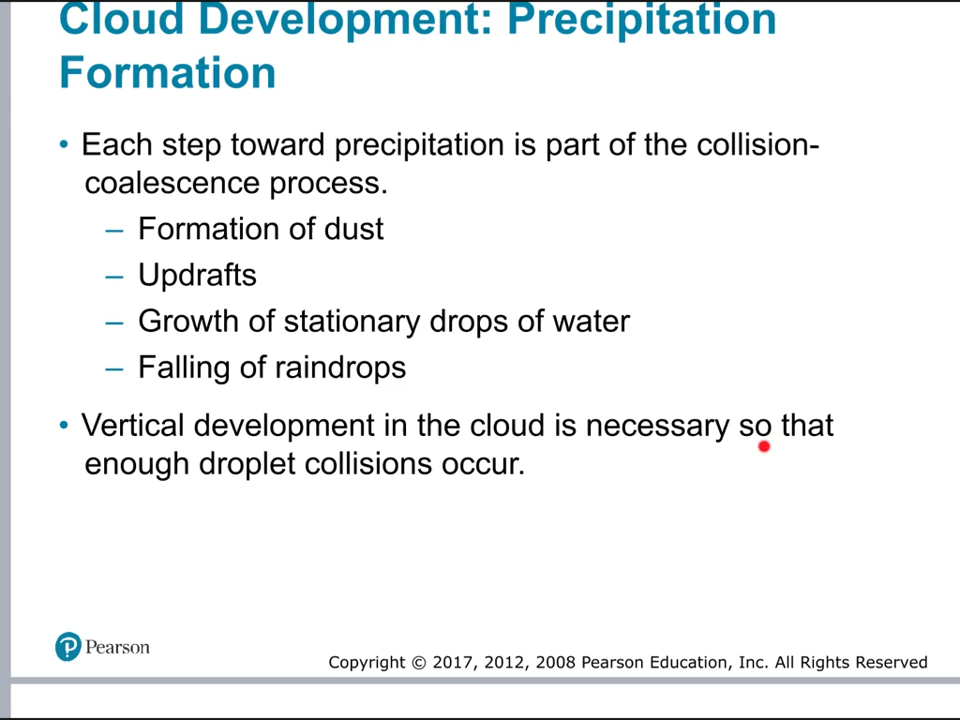 Cloud Development: Precipitation
Formation
• Each step toward precipitation is part of the collision-
coalescence process.
– Formation of dust
– Updrafts
– Growth of stationary drops of water
– Falling of raindrops
• Vertical development in the cloud is necessary so that
enough droplet collisions occur.
P Pearson
Copyright © 2017, 2012, 2008 Pearson Education, Inc. All Rights Reserved